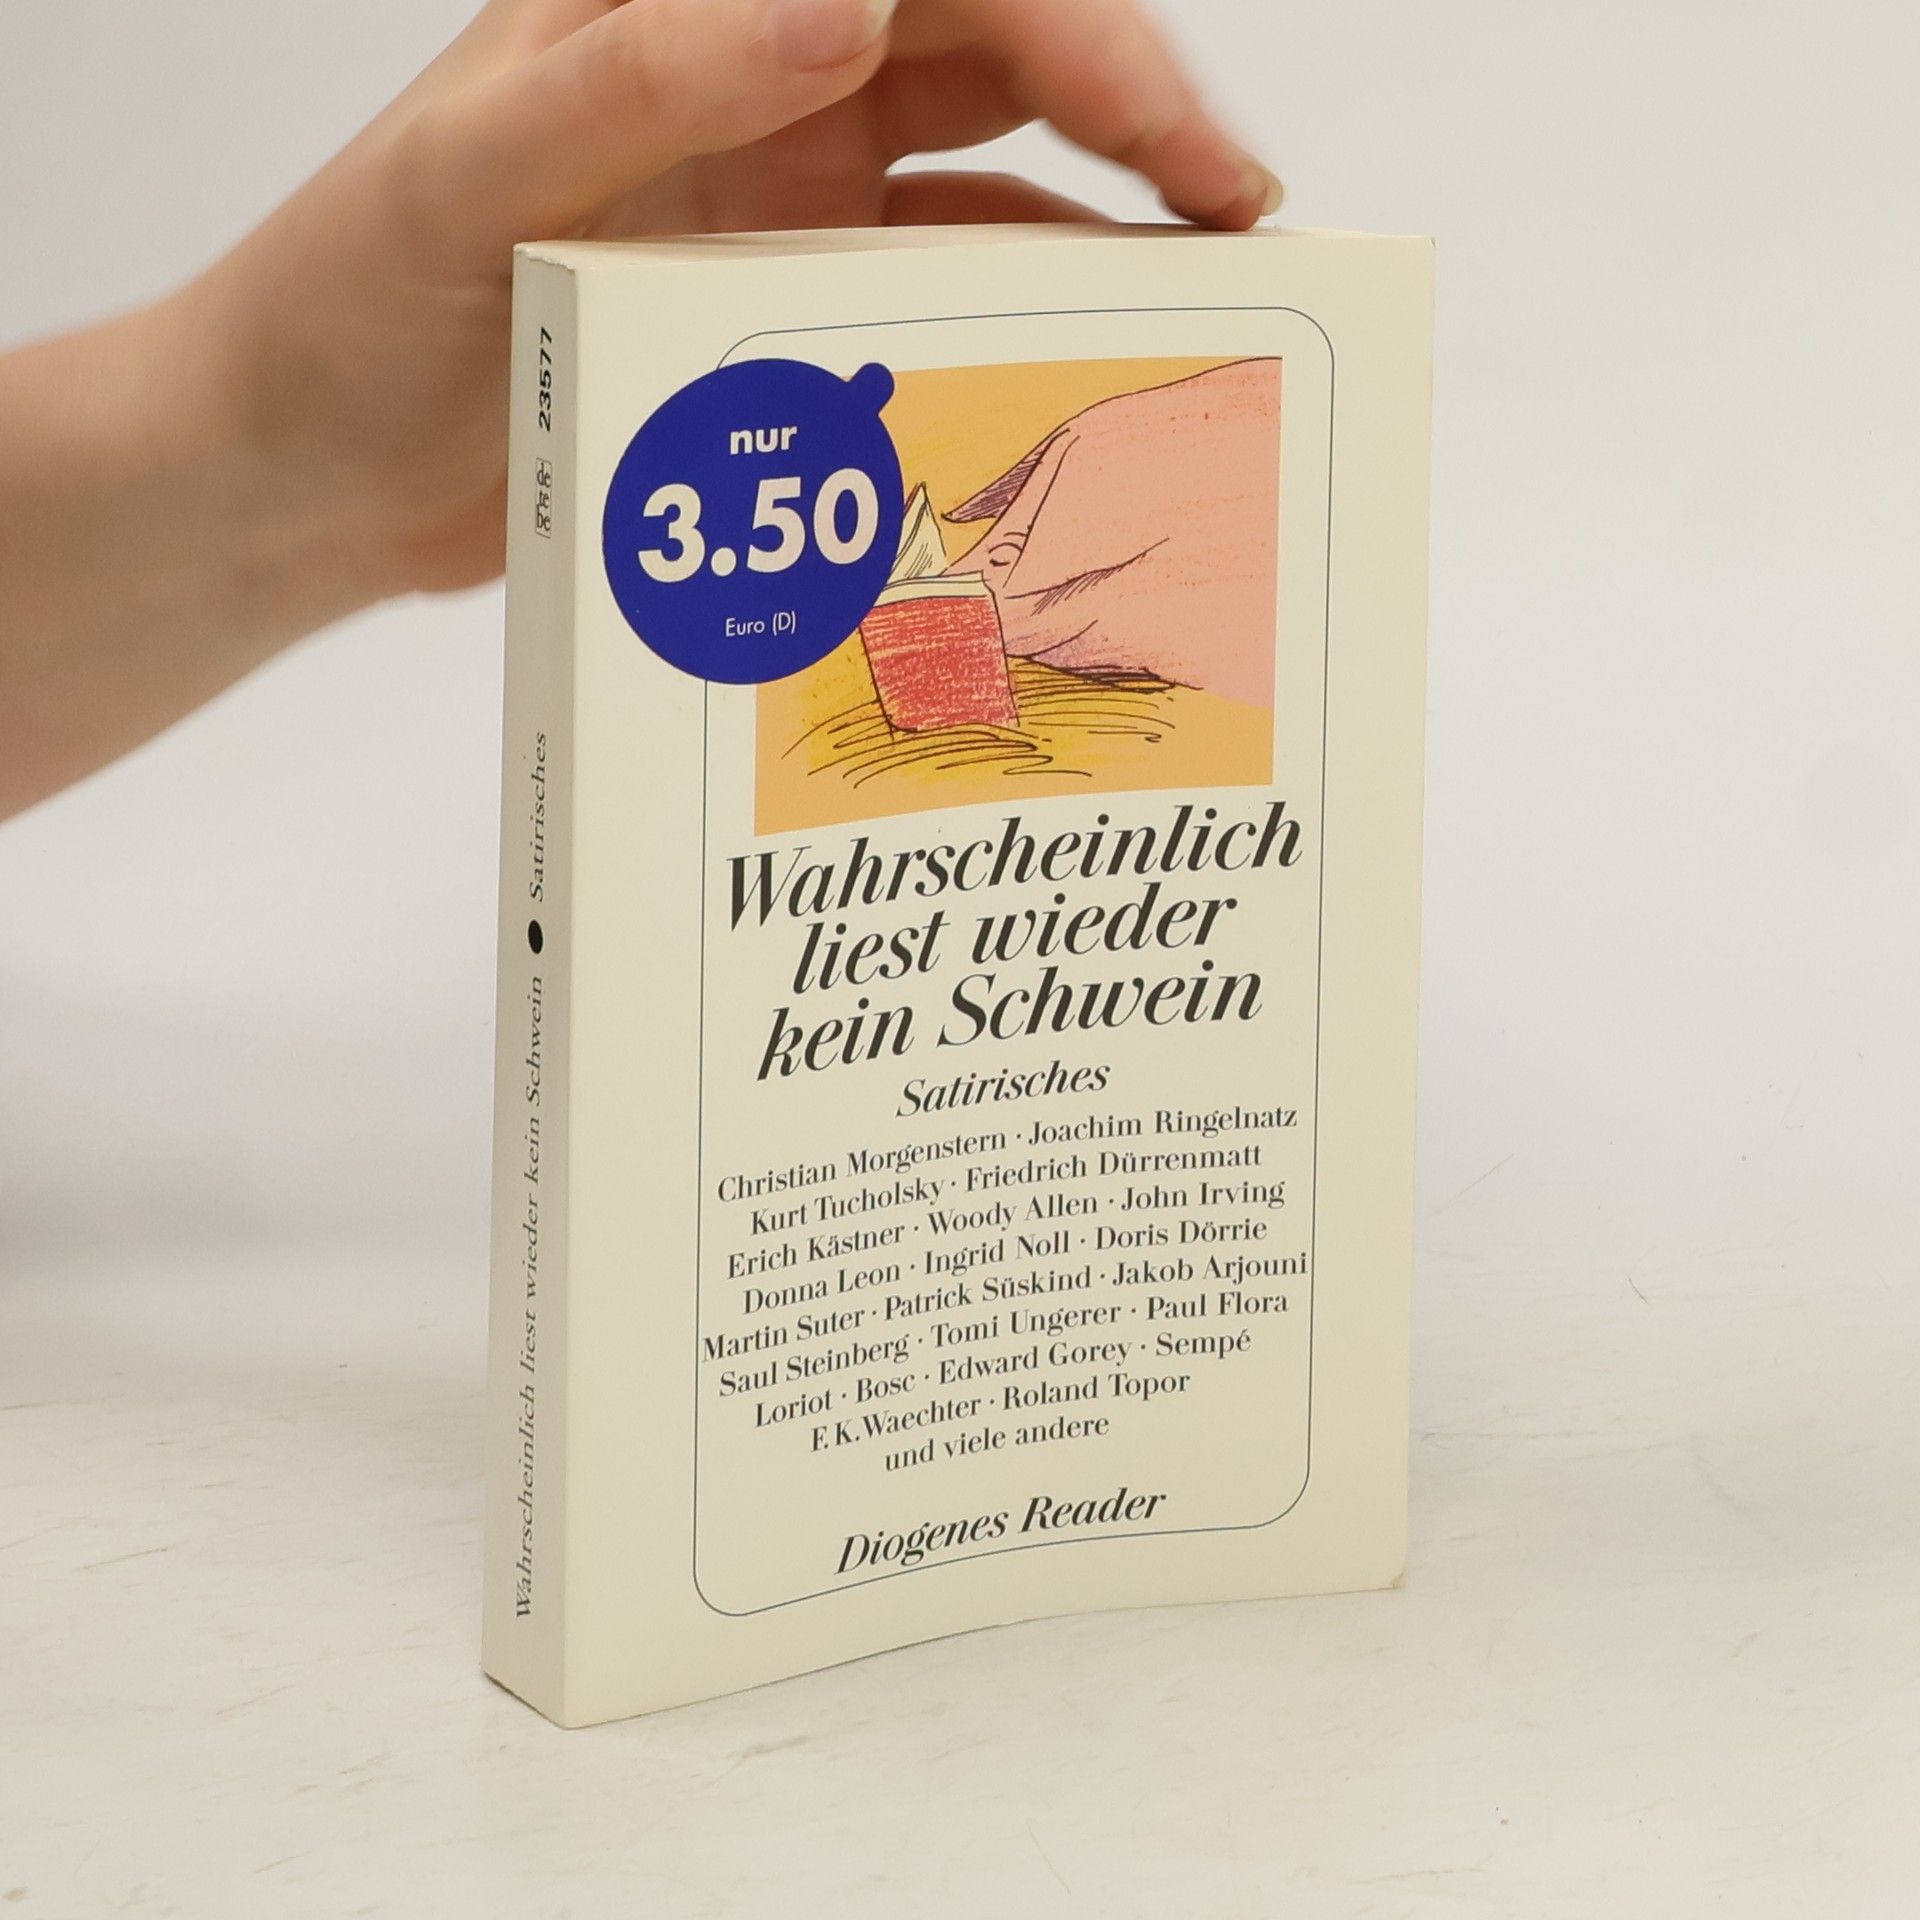 23577
detebe
Wahrscheinlich liest wieder kein Schwein ● Satirisches
nur
3.50
Euro (D)
Wahrscheinlich
liest wieder
kein Schwein
Satirisches
Christian Morgenstern · Joachim Ringelnatz
Kurt Tucholsky · Friedrich Dürrenmatt
Erich Kästner · Woody Allen · John Irving
Donna Leon · Ingrid Noll · Doris Dörrie
Martin Suter · Patrick Süskind · Jakob Arjouni
Saul Steinberg · Tomi Ungerer · Paul Flora
Loriot · Bosc · Edward Gorey · Sempé
F. K. Waechter · Roland Topor
und viele andere
Diogenes Reader